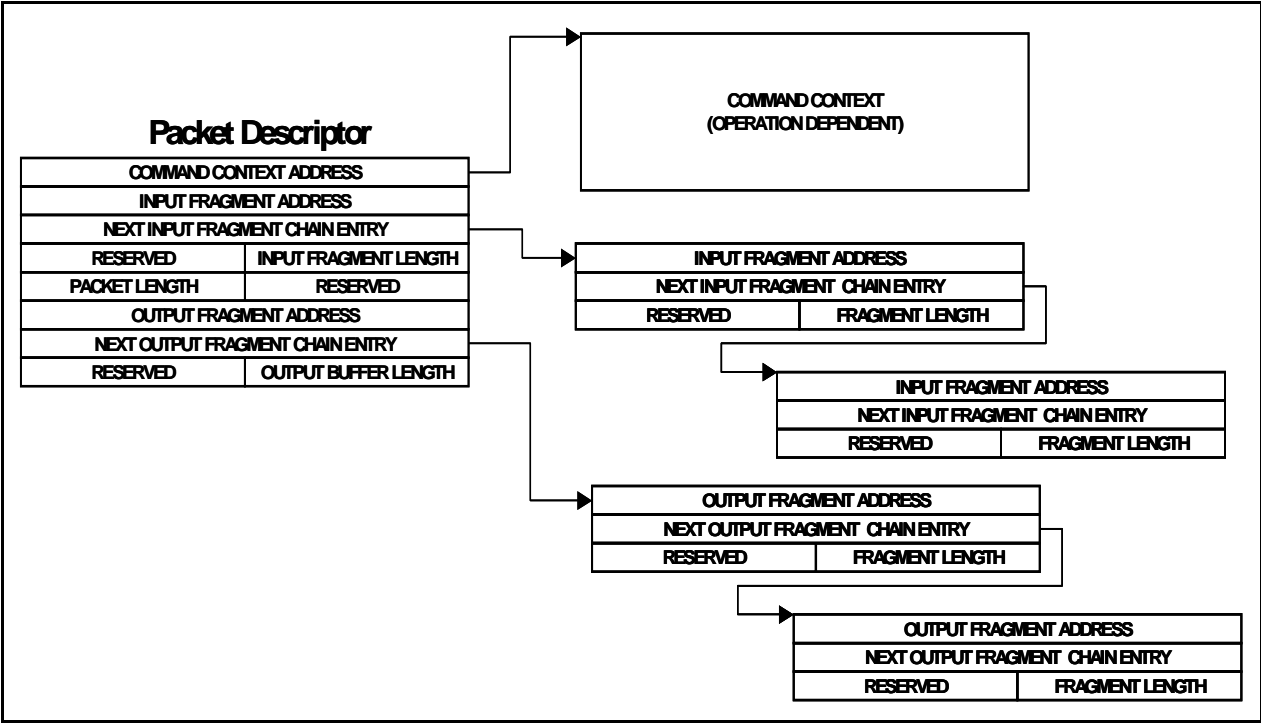 COMMAND CONTEXT
(OPERATION DEPENDENT)
Packet Descriptor
COMMAND CONTEXT ADDRESS
INPUT FRAGMENT ADDRESS
NEXT INPUT FRAGMENT CHAIN ENTRY
RESERVED INPUT FRAGMENT LENGTH
PACKET LENGTH RESERVED
OUTPUT FRAGMENT ADDRESS
NEXT OUTPUT FRAGMENT CHAIN ENTRY
RESERVED OUTPUT BUFFER LENGTH
INPUT FRAGMENT ADDRESS
NEXT INPUT FRAGMENT CHAIN ENTRY
RESERVED FRAGMENT LENGTH
INPUT FRAGMENT ADDRESS
NEXT INPUT FRAGMENT CHAIN ENTRY
RESERVED FRAGMENT LENGTH
OUTPUT FRAGMENT ADDRESS
NEXT OUTPUT FRAGMENT CHAIN ENTRY
RESERVED FRAGMENT LENGTH
OUTPUT FRAGMENT ADDRESS
NEXT OUTPUT FRAGMENT CHAIN ENTRY
RESERVED FRAGMENT LENGTH